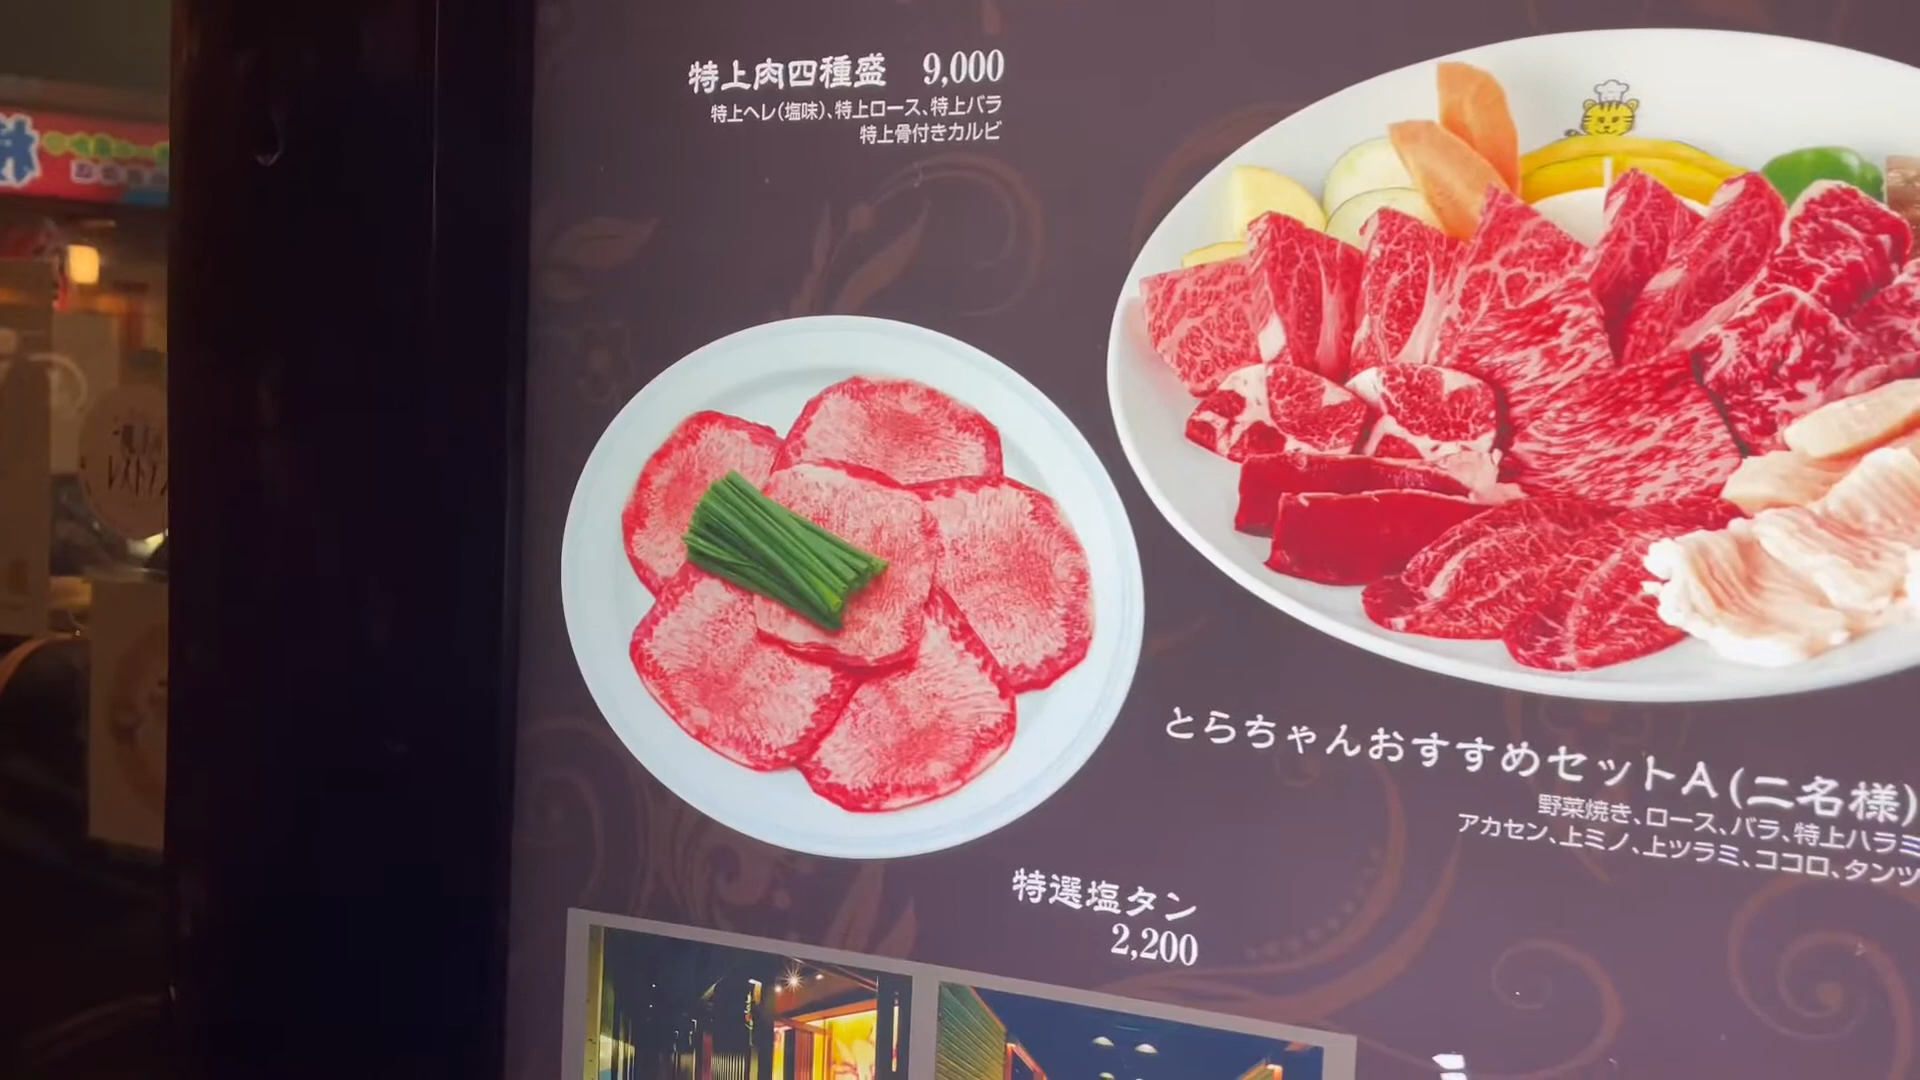 特上肉四種盛 9,000
特上ヘレ(塩味)、特上ロース、特上バラ
特上骨付きカルビ
とらちゃんおすすめセットA(二名様)
野菜焼き、ロース、バラ、特上ハラミ
アカセン、上ミノ、上ツラミ、ココロ、タンツ
特選塩タン
2,200